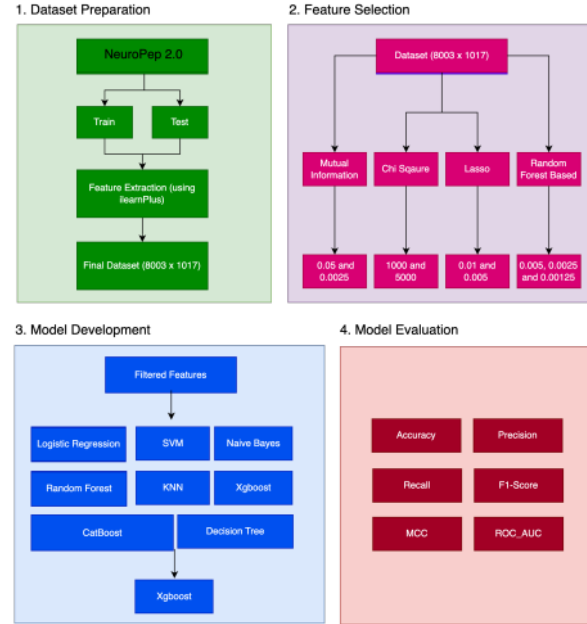 1. Dataset Preparation
NeuroPep 2.0
Train
Test
Feature Extraction (using
ilearnPlus)
Final Dataset (8003 x 1017)
2. Feature Selection
Dataset (8003 x 1017)
Mutual
Information
Chi Sqaure
Lasso
Random
Forest Based
0.05 and
0.0025
1000 and
5000
0.01 and
0.005
0.005, 0.0025
and 0.00125
3. Model Development
Filtered Features
Logistic Regression
SVM
Naive Bayes
Random Forest
KNN
Xgboost
CatBoost
Decision Tree
Xgboost
4. Model Evaluation
Accuracy
Precision
Recall
F1-Score
MCC
ROC_AUC